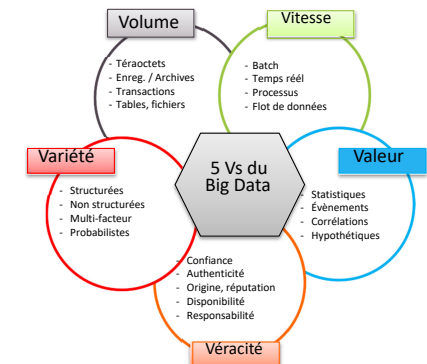 Volume
- Téraoctets
- Enreg. / Archives
- Transactions
- Tables, fichiers
Vitesse
- Batch
- Temps réél
- Processus
- Flot de données
Variété
- Structurées
- Non structurées
- Multi-facteur
- Probabilistes
5 Vs du
Big Data
Valeur
- Statistiques
- Évènements
- Corrélations
- Hypothétiques
- Confiance
- Authenticité
- Origine, réputation
- Disponibilité
- Responsabilité
Véracité